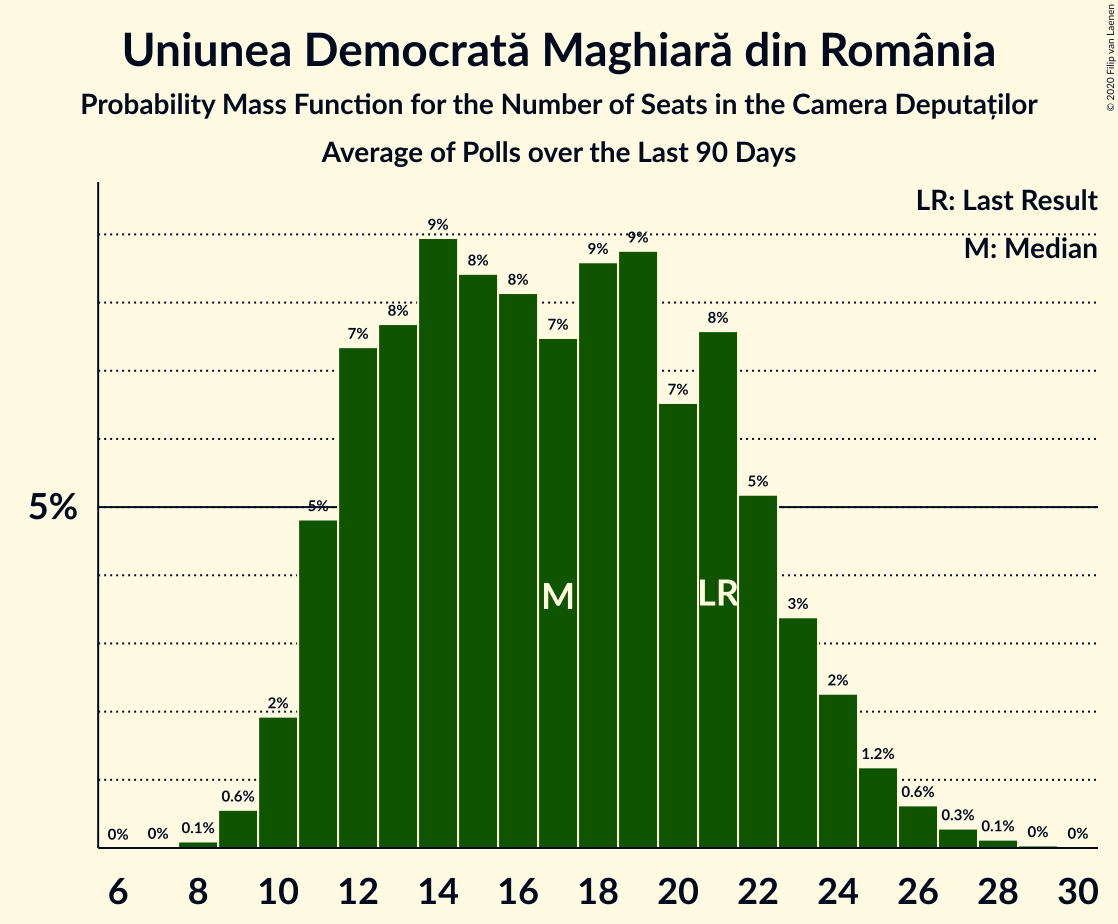 Uniunea Democrată Maghiară din România
Probability Mass Function for the Number of Seats in the Camera Deputaților
Average of Polls over the Last 90 Days
© 2020 Filip van Laenen
LR: Last Result
M: Median
5%
0% 0% 0.1% 0.6% 2% 5% 7% 8% 9% 8% 8% 7% 9% 9% 7% 8% 5% 3% 2% 1.2% 0.6% 0.3% 0.1% 0% 0%
M LR
6 8 10 12 14 16 18 20 22 24 26 28 30